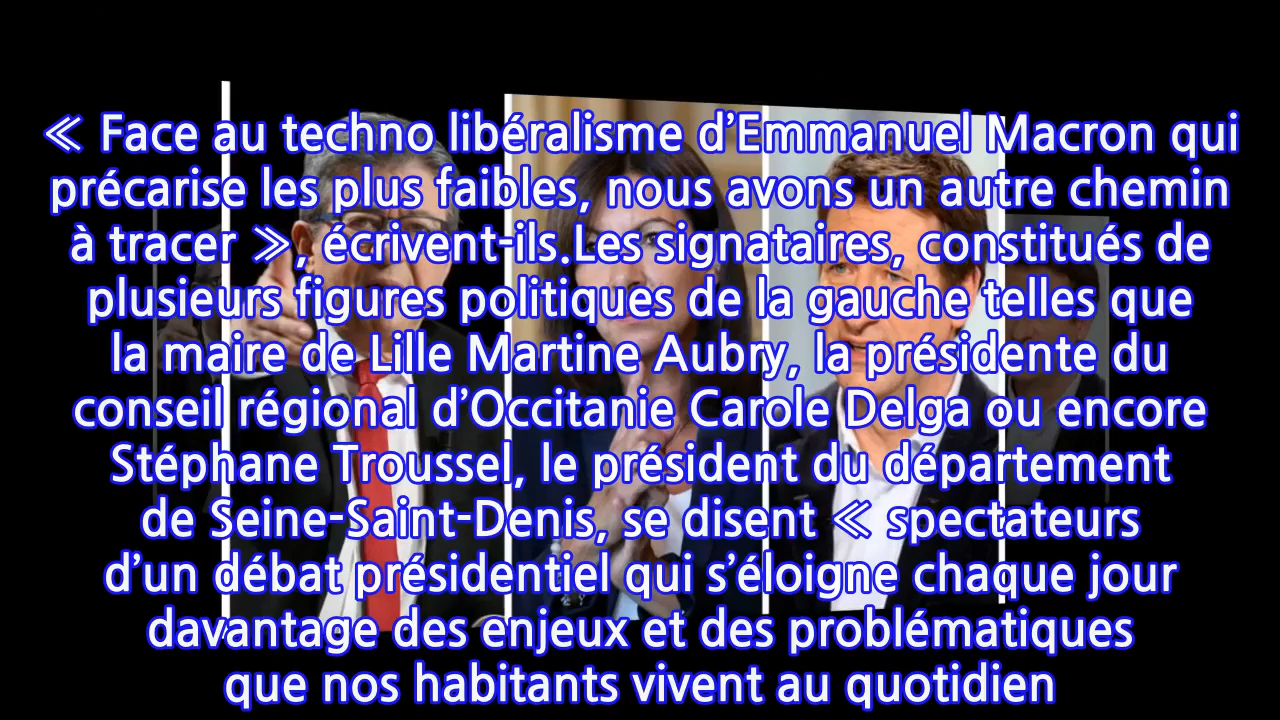 ≪ Face au techno libéralisme d’Emmanuel Macron qui
précarise les plus faibles, nous avons un autre chemin
à tracer ≫, écrivent-ils.Les signataires, constitués de
plusieurs figures politiques de la gauche telles que
la maire de Lille Martine Aubry, la présidente du
conseil régional d’Occitanie Carole Delga ou encore
Stéphane Troussel, le président du département
de Seine-Saint-Denis, se disent ≪ spectateurs
d’un débat présidentiel qui s’éloigne chaque jour
davantage des enjeux et des problématiques
que nos habitants vivent au quotidien